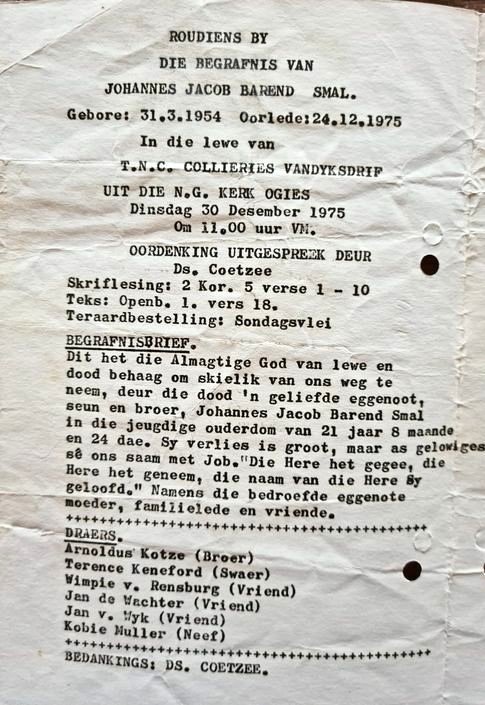 ROUDIENS BY
DIE BEGRAFNIS VAN
JOHANNES JACOB BAREND SMAL.
Gebore: 31.3.1954 Oorlede:24.12.1975
In die lewe van
T.N.C. COLLIERIES VANDYKSDRIF
UIT DIE N.G. KERK OGIES
Dinsdag 30 Desember 1975
Om 11.00 uur VM.
OORDENKING UITGESPREEK DEUR
Ds. Coetzee
Skriflesing: 2 Kor. 5 verse 1 - 10
Teks: Openb. 1. vers 18.
Teraardbestelling: Sondagsvlei
BEGRAFNISBRIEF.
Dit het die Almagtige God van lewe en
dood behaag om skielik van ons weg te
neem, deur die dood 'n geliefde eggenoot,
seun en broer, Johannes Jacob Barend Smal
in die jeugdige ouderdom van 21 jaar 8 maande
en 24 dae. Sy verlies is groot, maar as gelowiges
sê ons saam met Job."Die Here het gegee, die
Here het geneem, die naam van die Here Sy
geloofd." Namens die bedroefde eggenote
moeder, familielede en vriende.
++++++++++++++++++++++++++++++++++++++++++
DRAERS.
Arnoldus Kotze (Broer)
Terence Keneford (Swaer)
Wimpie v. Rensburg (Vriend)
Jan de Wachter (Vriend)
Jan v. Wyk (Vriend)
Kobie Muller (Neef)
++++++++++++++++++++++++++++++++++++++++++
BEDANKINGS: DS. COETZEE.